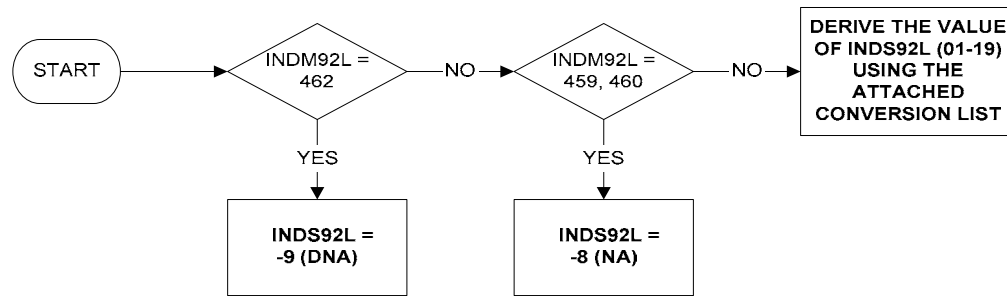 START
INDM92L =
462
NO
INDM92L =
459, 460
NO
DERIVE THE VALUE
OF INDS92L (01-19)
USING THE
ATTACHED
CONVERSION LIST
YES
YES
INDS92L =
-9 (DNA)
INDS92L =
-8 (NA)